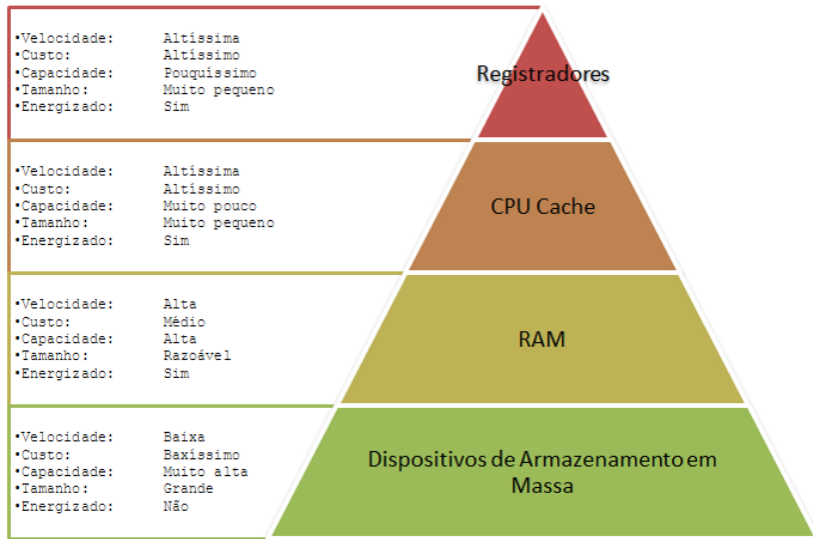 •Velocidade: Altíssima
•Custo: Altíssimo
•Capacidade: Pouquíssimo
•Tamanho: Muito pequeno
•Energizado: Sim
Registradores
•Velocidade: Altíssima
•Custo: Altíssimo
•Capacidade: Muito pouco
•Tamanho: Muito pequeno
•Energizado: Sim
CPU Cache
•Velocidade: Alta
•Custo: Médio
•Capacidade: Alta
•Tamanho: Razoável
•Energizado: Sim
RAM
•Velocidade: Baixa
•Custo: Baxíssimo
•Capacidade: Muito alta
•Tamanho: Grande
•Energizado: Não
Dispositivos de Armazenamento em
Massa